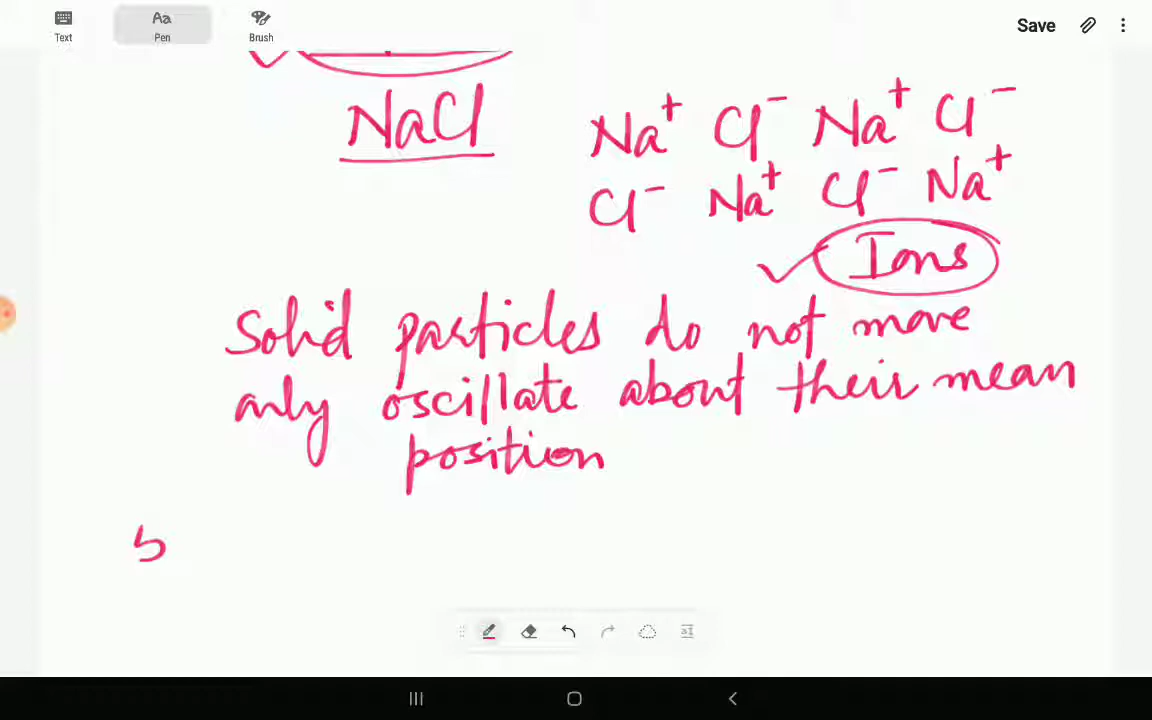 Text Pen Brush Save
NaCl
Na⁺ Cl⁻ Na⁺ Cl⁻
Cl⁻ Na⁺ Cl⁻ Na⁺
Ions
Solid particles do not move
only oscillate about their mean
position
5